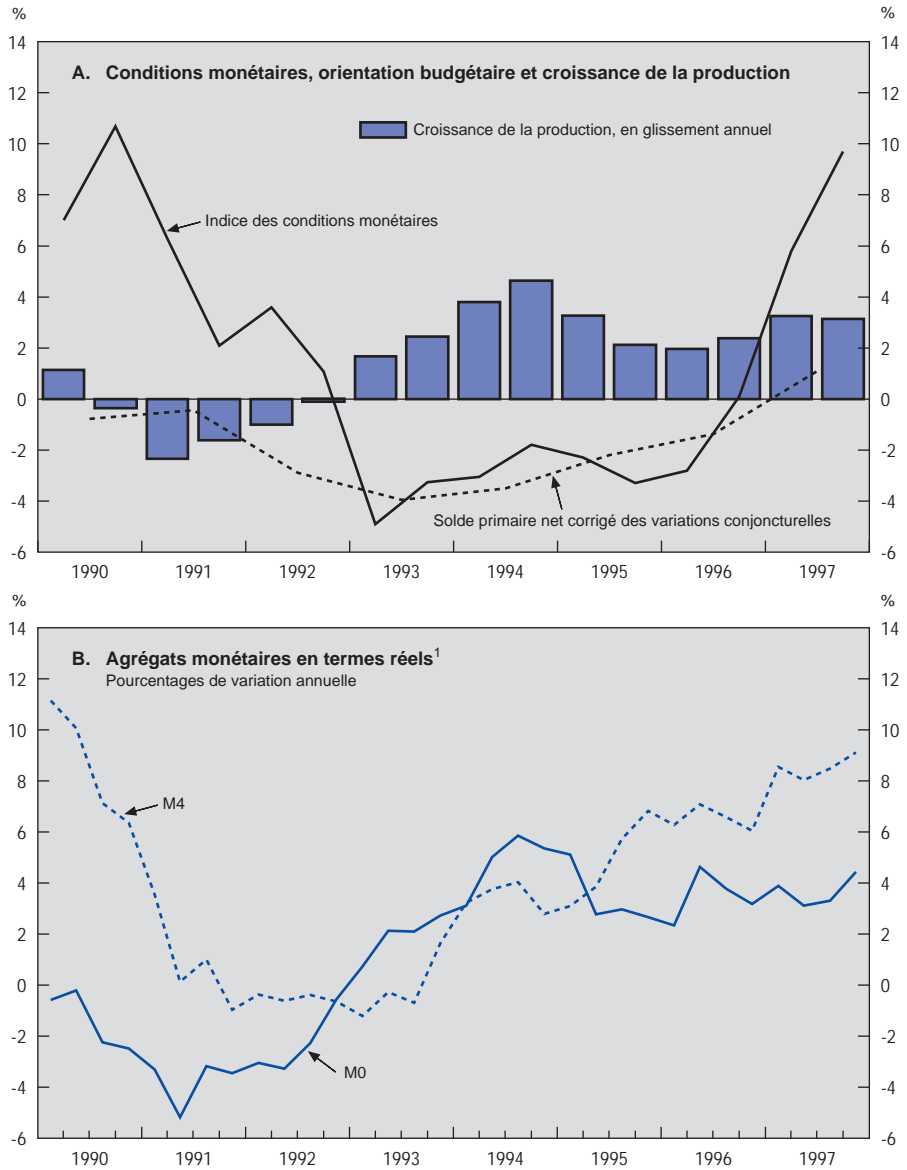 % %
A. Conditions monétaires, orientation budgétaire et croissance de la production
Croissance de la production, en glissement annuel
Indice des conditions monétaires
Solde primaire net corrigé des variations conjoncturelles
14 14
12 12
10 10
8 8
6 6
4 4
2 2
0 0
-2 -2
-4 -4
-6 -6
1990 1991 1992 1993 1994 1995 1996 1997
% %
B. Agrégats monétaires en termes réels¹
Pourcentages de variation annuelle
M4
M0
14 14
12 12
10 10
8 8
6 6
4 4
2 2
0 0
-2 -2
-4 -4
-6 -6
1990 1991 1992 1993 1994 1995 1996 1997